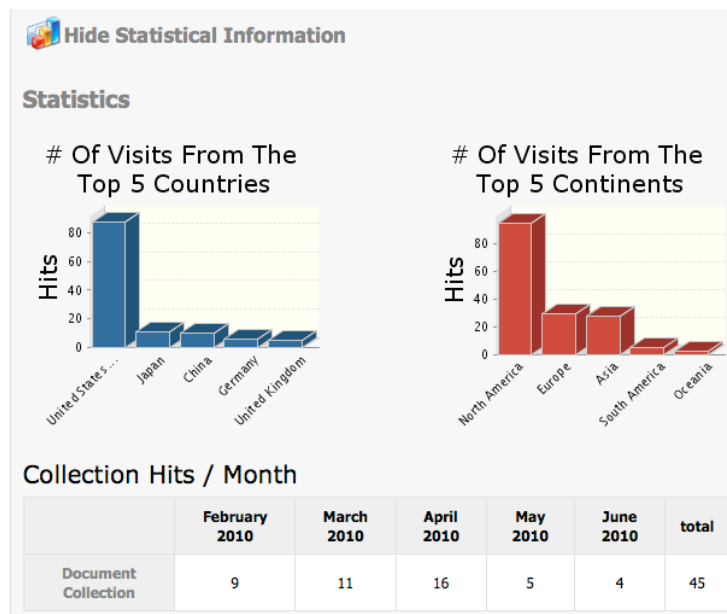 Hide Statistical Information
Statistics
# Of Visits From The
Top 5 Countries
Hits
80
60
40
20
0
United States...
Japan
China
Germany
United Kingdom
# Of Visits From The
Top 5 Continents
Hits
80
60
40
20
0
North America
Europe
Asia
South America
Oceania
Collection Hits / Month
February 2010 March 2010 April 2010 May 2010 June 2010 total
Document Collection 9 11 16 5 4 45